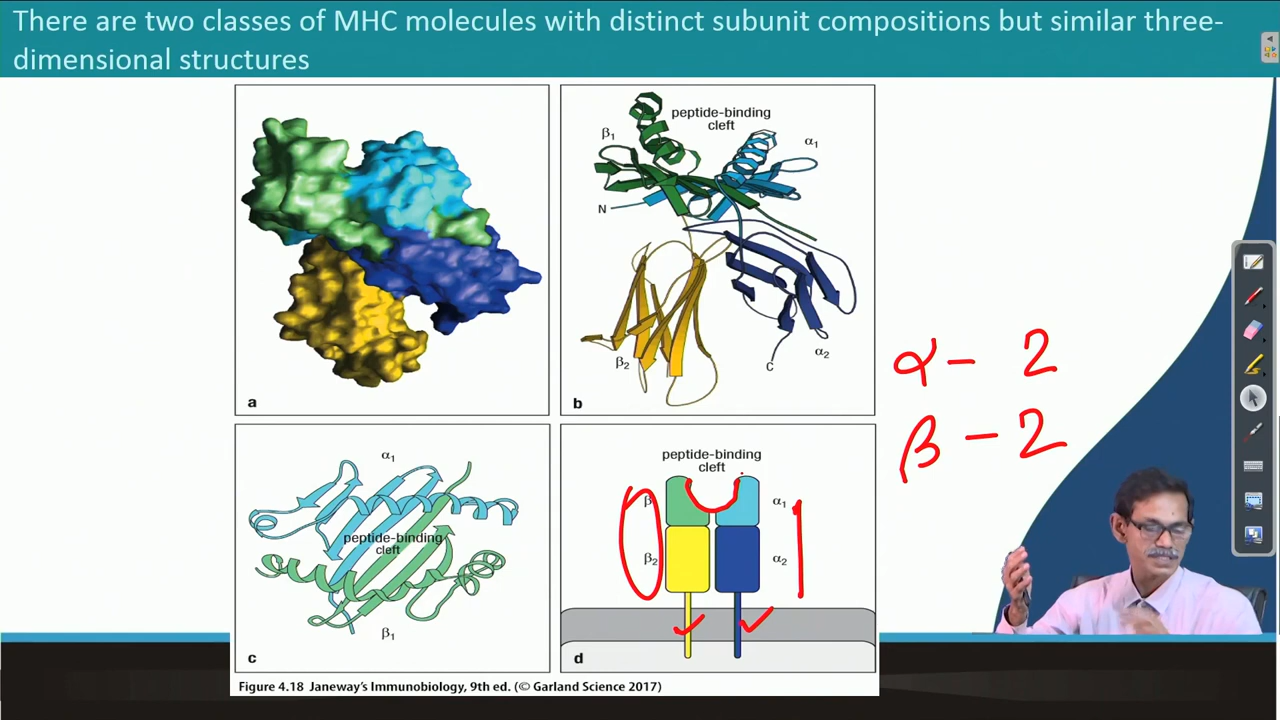 There are two classes of MHC molecules with distinct subunit compositions but similar three-
dimensional structures
peptide-binding
cleft
β1
α1
N
β2
α2
C
a
b
α1
peptide-binding
cleft
β1
c
peptide-binding
cleft
β
α1
β2
α2
d
α - 2
β - 2
Figure 4.18 Janeway's Immunobiology, 9th ed. (© Garland Science 2017)